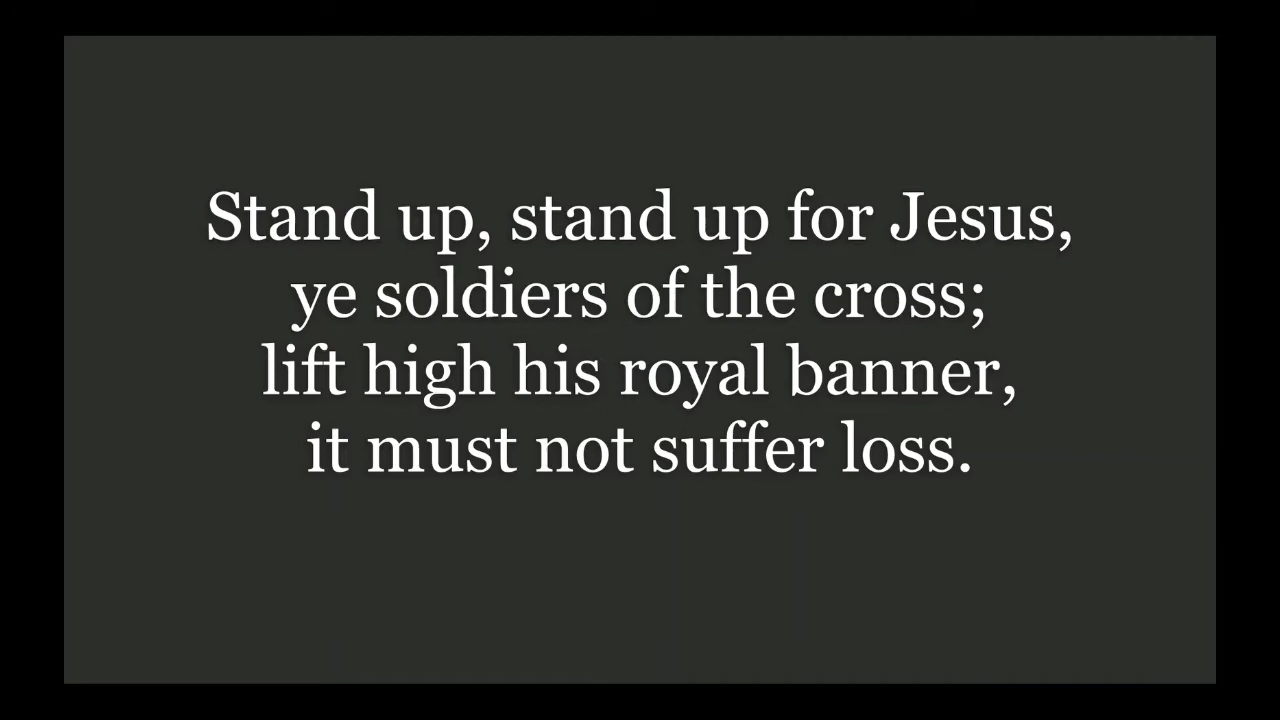 Stand up, stand up for Jesus,
ye soldiers of the cross;
lift high his royal banner,
it must not suffer loss.